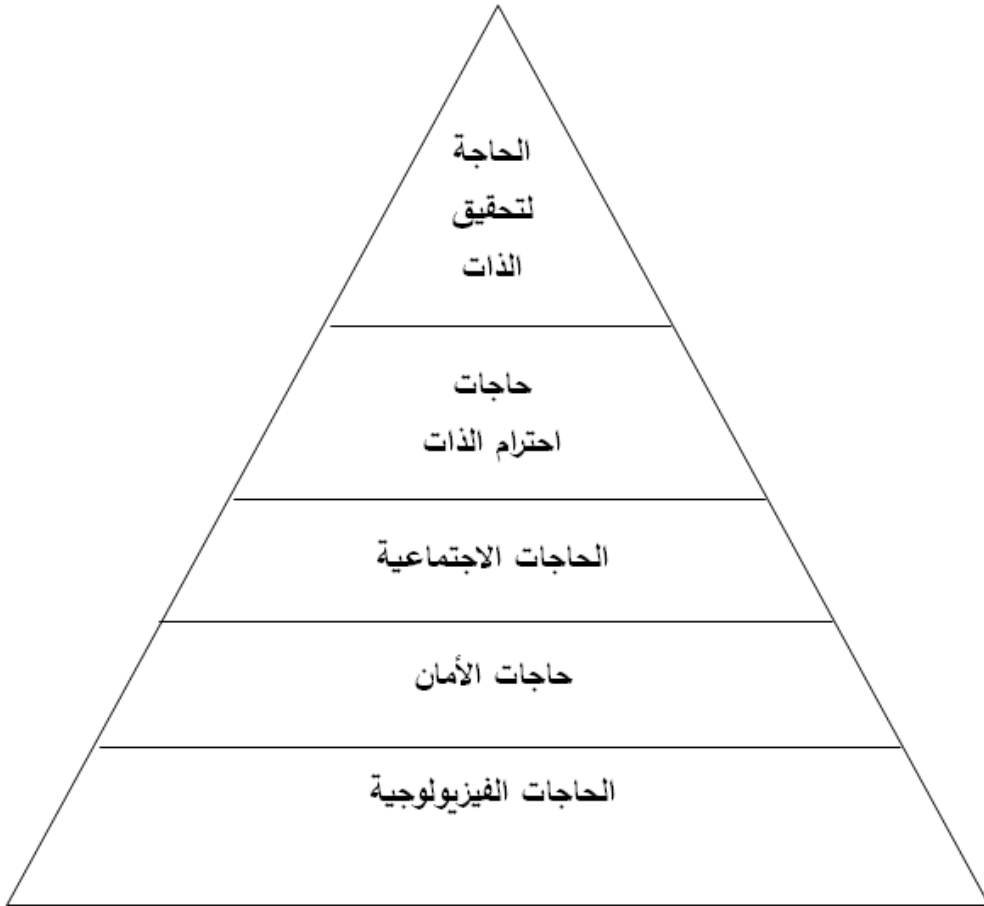 الحاجة
لتحقيق
الذات
حاجات
احترام الذات
الحاجات الاجتماعية
حاجات الأمان
الحاجات الفيزيولوجية